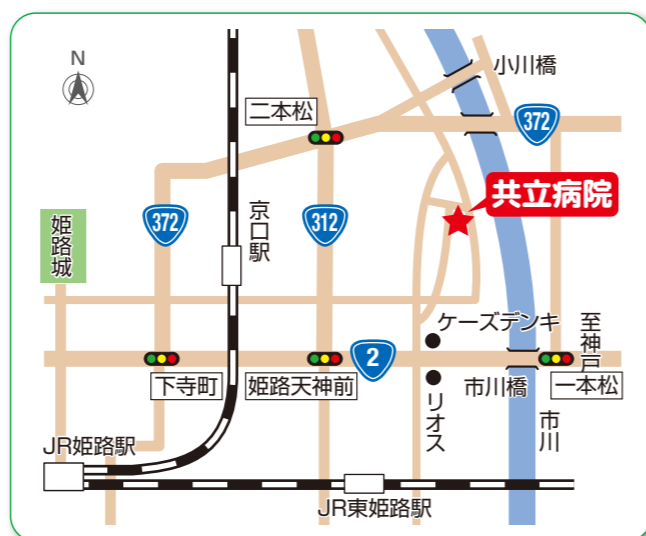 N
小川橋
二本松
372
共立病院
372
312
京口駅
姫路城
ケーズデンキ
至神戸
2
下寺町
姫路天神前
リオス
市川橋
一本松
市川
JR姫路駅
JR東姫路駅